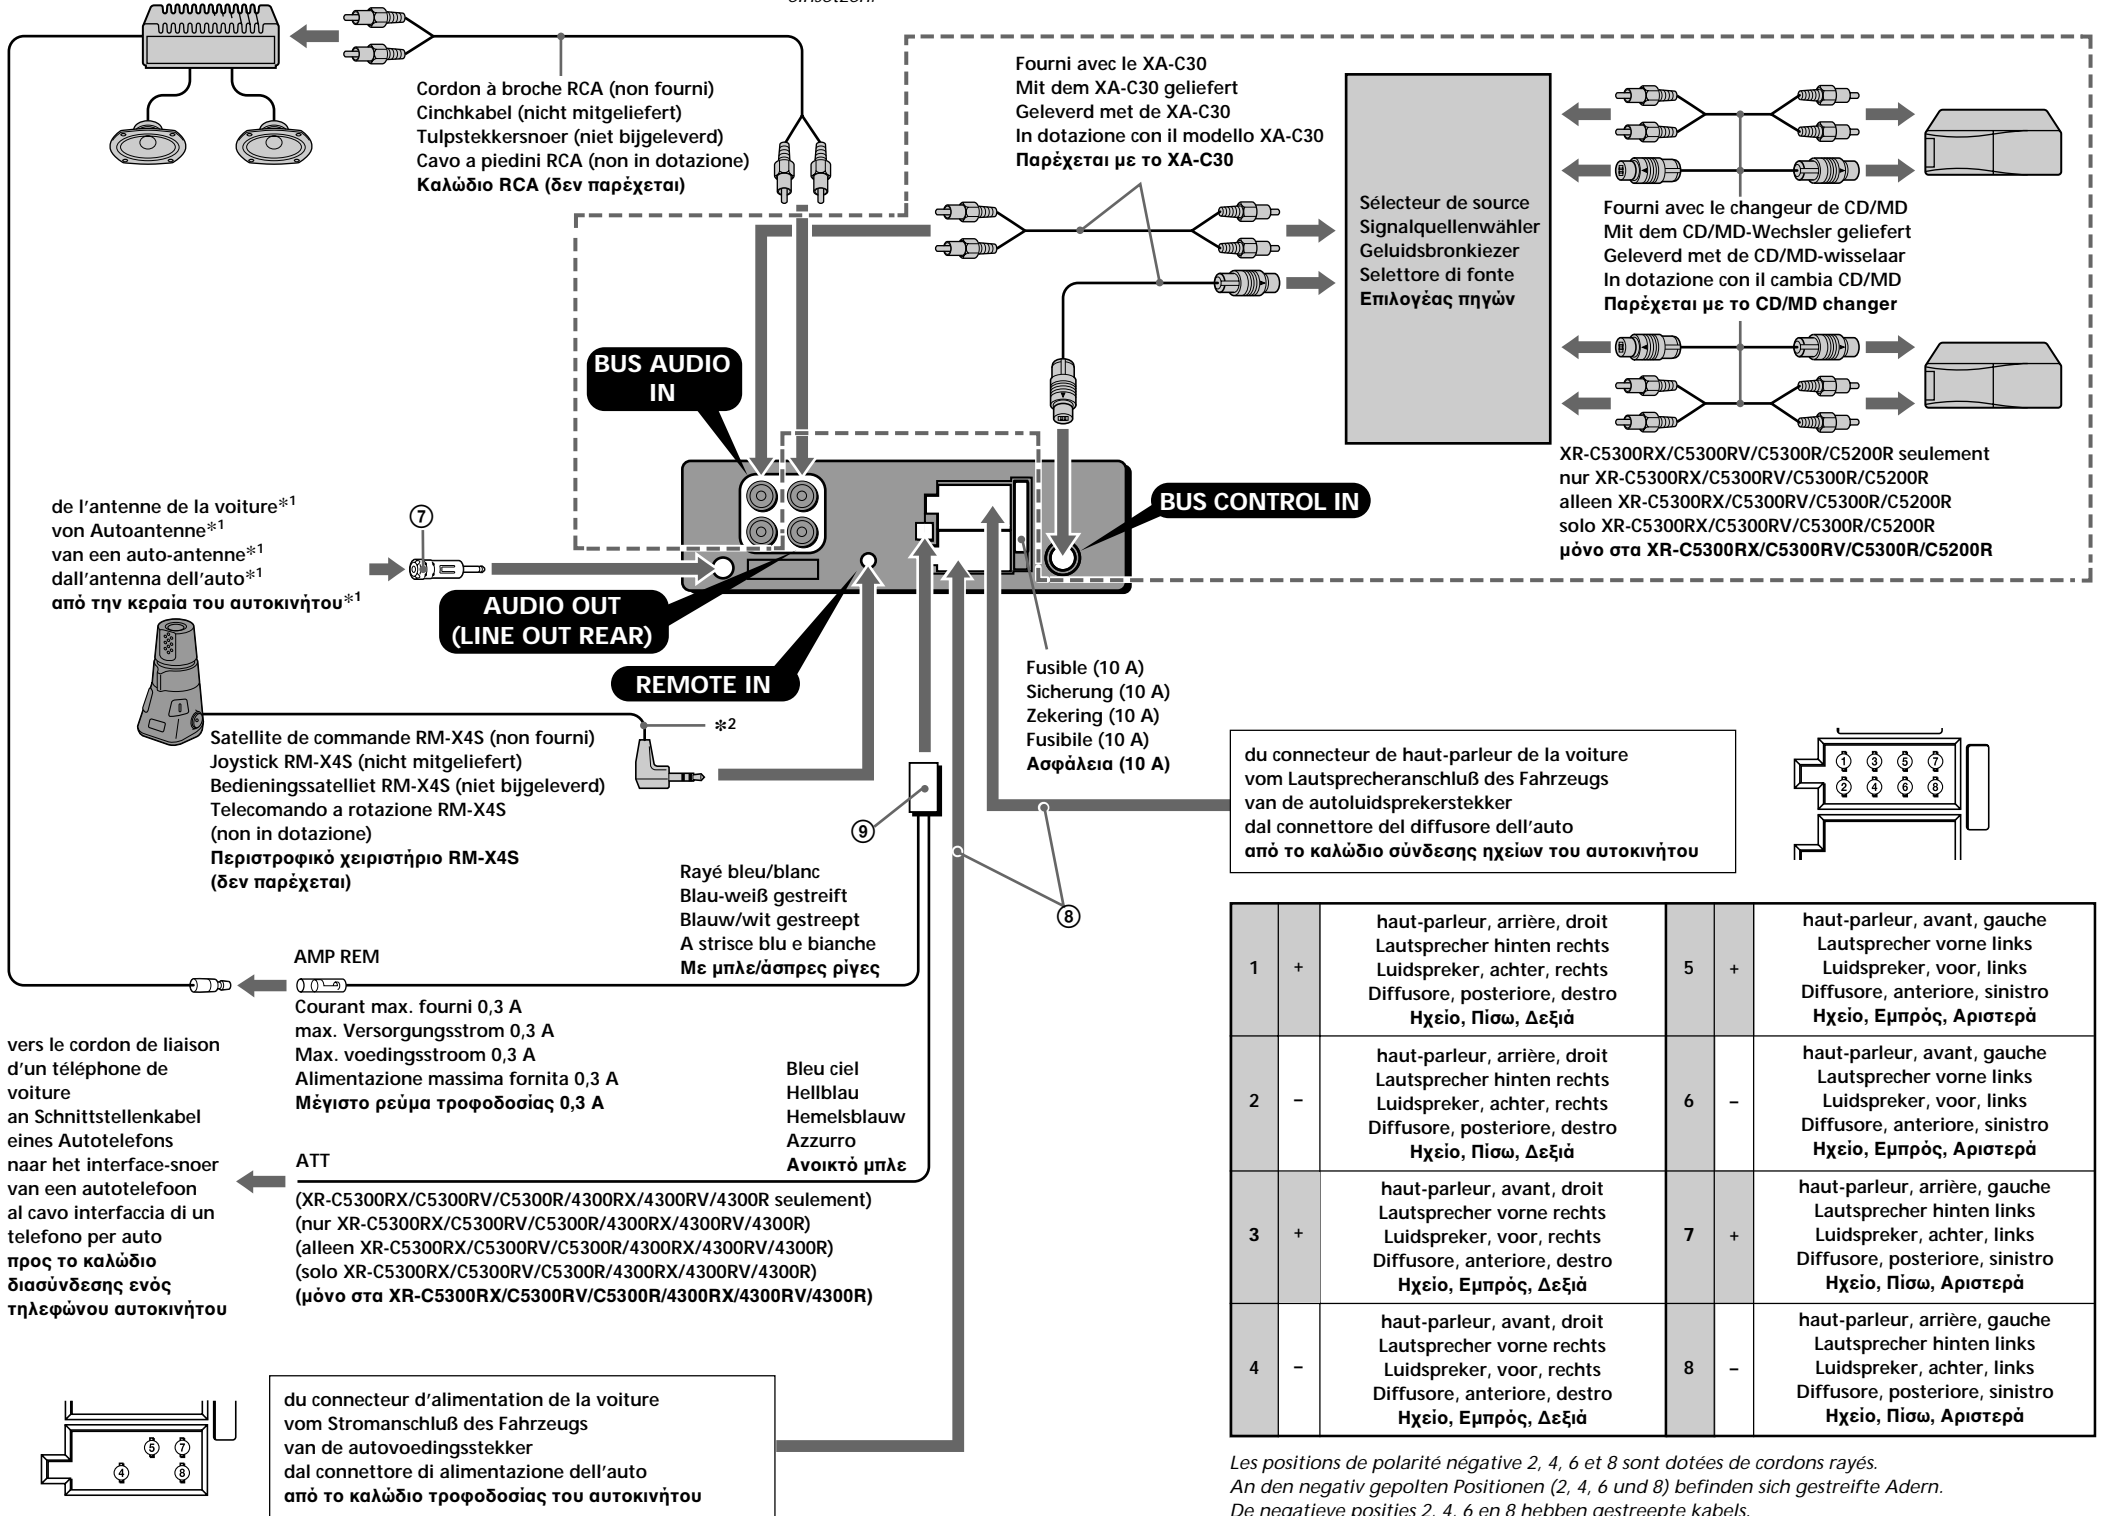 einsetzen.
Cordon à broche RCA (non fourni)
Cinchkabel (nicht mitgeliefert)
Tulpstekkersnoer (niet bijgeleverd)
Cavo a piedini RCA (non in dotazione)
Καλώδιο RCA (δεν παρέχεται)
Fourni avec le XA-C30
Mit dem XA-C30 geliefert
Geleverd met de XA-C30
In dotazione con il modello XA-C30
Παρέχεται με το XA-C30
Sélecteur de source
Signalquellenwähler
Geluidsbronkiezer
Selettore di fonte
Επιλογέας πηγών
Fourni avec le changeur de CD/MD
Mit dem CD/MD-Wechsler geliefert
Geleverd met de CD/MD-wisselaar
In dotazione con il cambia CD/MD
Παρέχεται με το CD/MD changer
XR-C5300RX/C5300RV/C5300R/C5200R seulement
nur XR-C5300RX/C5300RV/C5300R/C5200R
alleen XR-C5300RX/C5300RV/C5300R/C5200R
solo XR-C5300RX/C5300RV/C5300R/C5200R
μόνο στα XR-C5300RX/C5300RV/C5300R/C5200R
BUS AUDIO
IN
BUS CONTROL IN
de l'antenne de la voiture*1
von Autoantenne*1
van een auto-antenne*1
dall'antenna dell'auto*1
από την κεραία του αυτοκινήτου*1
⑦
AUDIO OUT
(LINE OUT REAR)
REMOTE IN
*2
Satellite de commande RM-X4S (non fourni)
Joystick RM-X4S (nicht mitgeliefert)
Bedieningssatelliet RM-X4S (niet bijgeleverd)
Telecomando a rotazione RM-X4S
(non in dotazione)
Περιστροφικό χειριστήριο RM-X4S
(δεν παρέχεται)
Fusible (10 A)
Sicherung (10 A)
Zekering (10 A)
Fusibile (10 A)
Ασφάλεια (10 A)
⑨
⑧
du connecteur de haut-parleur de la voiture
vom Lautsprecheranschluß des Fahrzeugs
van de autoluidsprekerstekker
dal connettore del diffusore dell'auto
από το καλώδιο σύνδεσης ηχείων του αυτοκινήτου
1 3 5 7
2 4 6 8
Rayé bleu/blanc
Blau-weiß gestreift
Blauw/wit gestreept
A strisce blu e bianche
Με μπλε/άσπρες ρίγες
AMP REM
Courant max. fourni 0,3 A
max. Versorgungsstrom 0,3 A
Max. voedingsstroom 0,3 A
Alimentazione massima fornita 0,3 A
Μέγιστο ρεύμα τροφοδοσίας 0,3 A
Bleu ciel
Hellblau
Hemelsblauw
Azzurro
Ανοικτό μπλε
vers le cordon de liaison
d'un téléphone de
voiture
an Schnittstellenkabel
eines Autotelefons
naar het interface-snoer
van een autotelefoon
al cavo interfaccia di un
telefono per auto
προς το καλώδιο
διασύνδεσης ενός
τηλεφώνου αυτοκινήτου
ATT
(XR-C5300RX/C5300RV/C5300R/4300RX/4300RV/4300R seulement)
(nur XR-C5300RX/C5300RV/C5300R/4300RX/4300RV/4300R)
(alleen XR-C5300RX/C5300RV/C5300R/4300RX/4300RV/4300R)
(solo XR-C5300RX/C5300RV/C5300R/4300RX/4300RV/4300R)
(μόνο στα XR-C5300RX/C5300RV/C5300R/4300RX/4300RV/4300R)
5 7
4 8
du connecteur d'alimentation de la voiture
vom Stromanschluß des Fahrzeugs
van de autovoedingsstekker
dal connettore di alimentazione dell'auto
από το καλώδιο τροφοδοσίας του αυτοκινήτου
1 +
haut-parleur, arrière, droit
Lautsprecher hinten rechts
Luidspreker, achter, rechts
Diffusore, posteriore, destro
Ηχείο, Πίσω, Δεξιά
5 +
haut-parleur, avant, gauche
Lautsprecher vorne links
Luidspreker, voor, links
Diffusore, anteriore, sinistro
Ηχείο, Εμπρός, Αριστερά
2 –
haut-parleur, arrière, droit
Lautsprecher hinten rechts
Luidspreker, achter, rechts
Diffusore, posteriore, destro
Ηχείο, Πίσω, Δεξιά
6 –
haut-parleur, avant, gauche
Lautsprecher vorne links
Luidspreker, voor, links
Diffusore, anteriore, sinistro
Ηχείο, Εμπρός, Αριστερά
3 +
haut-parleur, avant, droit
Lautsprecher vorne rechts
Luidspreker, voor, rechts
Diffusore, anteriore, destro
Ηχείο, Εμπρός, Δεξιά
7 +
haut-parleur, arrière, gauche
Lautsprecher hinten links
Luidspreker, achter, links
Diffusore, posteriore, sinistro
Ηχείο, Πίσω, Αριστερά
4 –
haut-parleur, avant, droit
Lautsprecher vorne rechts
Luidspreker, voor, rechts
Diffusore, anteriore, destro
Ηχείο, Εμπρός, Δεξιά
8 –
haut-parleur, arrière, gauche
Lautsprecher hinten links
Luidspreker, achter, links
Diffusore, posteriore, sinistro
Ηχείο, Πίσω, Αριστερά
Les positions de polarité négative 2, 4, 6 et 8 sont dotées de cordons rayés.
An den negativ gepolten Positionen (2, 4, 6 und 8) befinden sich gestreifte Adern.
De negatieve posities 2, 4, 6 en 8 hebben gestreepte kabels.